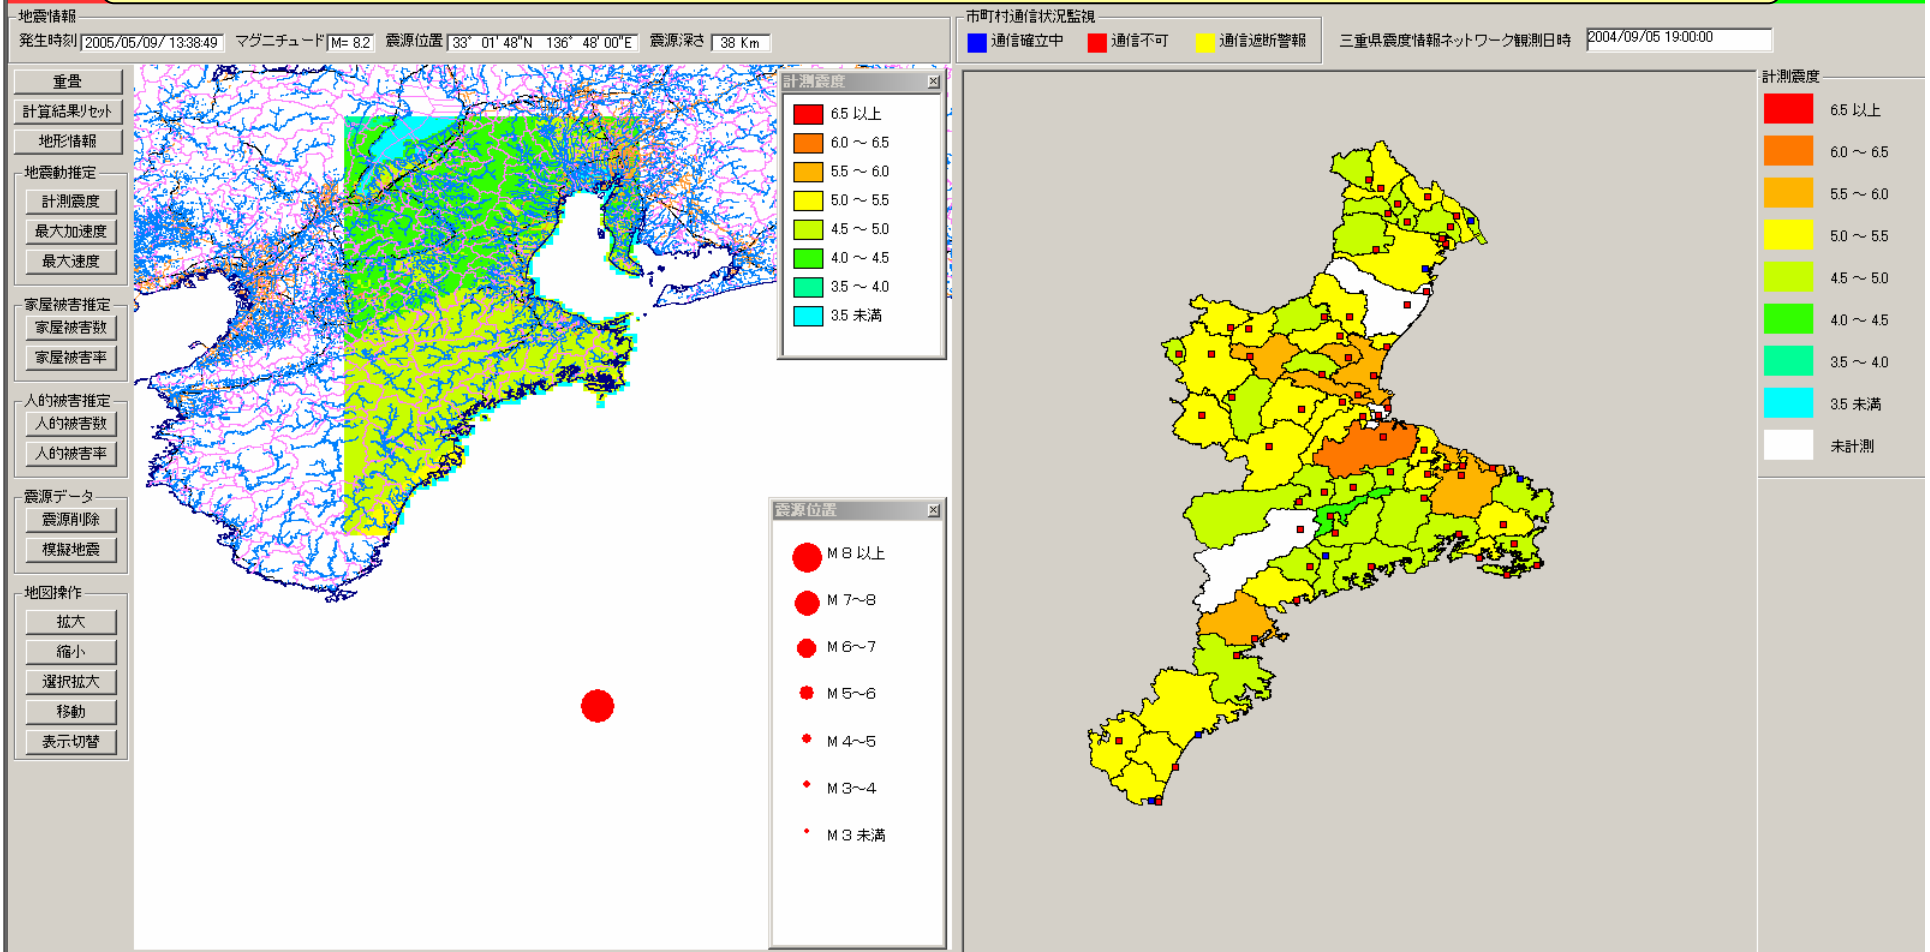 地震情報
発生時刻 2005/05/09/ 13:38:49 マグニチュード M= 8.2 震源位置 33° 01' 48"N 136° 48' 00"E 震源深さ 38 Km
市町村通信状況監視
通信確立中 通信不可 通信遮断警報
三重県震度情報ネットワーク観測日時 2004/09/05 19:00:00
重畳
計算結果リセット
地形情報
地震動推定
計測震度
最大加速度
最大速度
家屋被害推定
家屋被害数
家屋被害率
人的被害推定
人的被害数
人的被害率
震源データ
震源削除
模擬地震
地図操作
拡大
縮小
選択拡大
移動
表示切替
計測震度
6.5 以上
6.0 ～ 6.5
5.5 ～ 6.0
5.0 ～ 5.5
4.5 ～ 5.0
4.0 ～ 4.5
3.5 ～ 4.0
3.5 未満
震源位置
M 8 以上
M 7～8
M 6～7
M 5～6
M 4～5
M 3～4
M 3 未満
計測震度
6.5 以上
6.0 ～ 6.5
5.5 ～ 6.0
5.0 ～ 5.5
4.5 ～ 5.0
4.0 ～ 4.5
3.5 ～ 4.0
3.5 未満
未計測